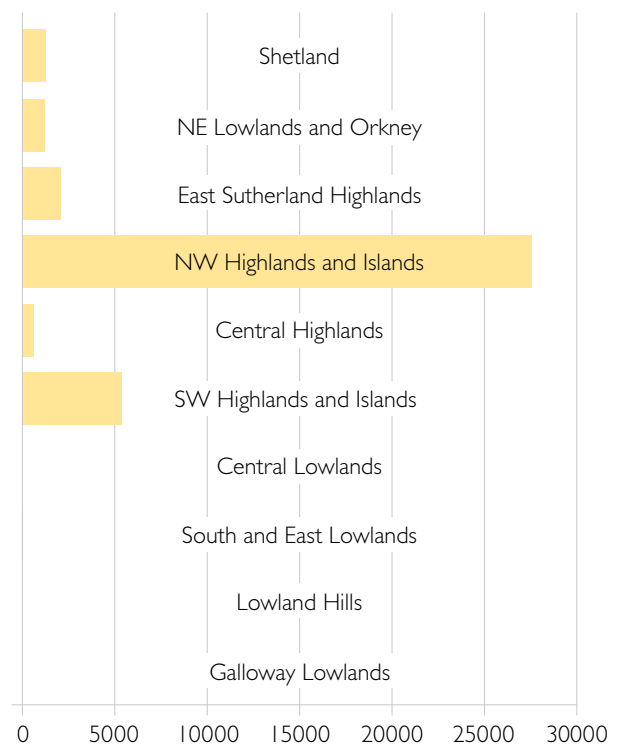 Shetland
NE Lowlands and Orkney
East Sutherland Highlands
NW Highlands and Islands
Central Highlands
SW Highlands and Islands
Central Lowlands
South and East Lowlands
Lowland Hills
Galloway Lowlands
0 5000 10000 15000 20000 25000 30000